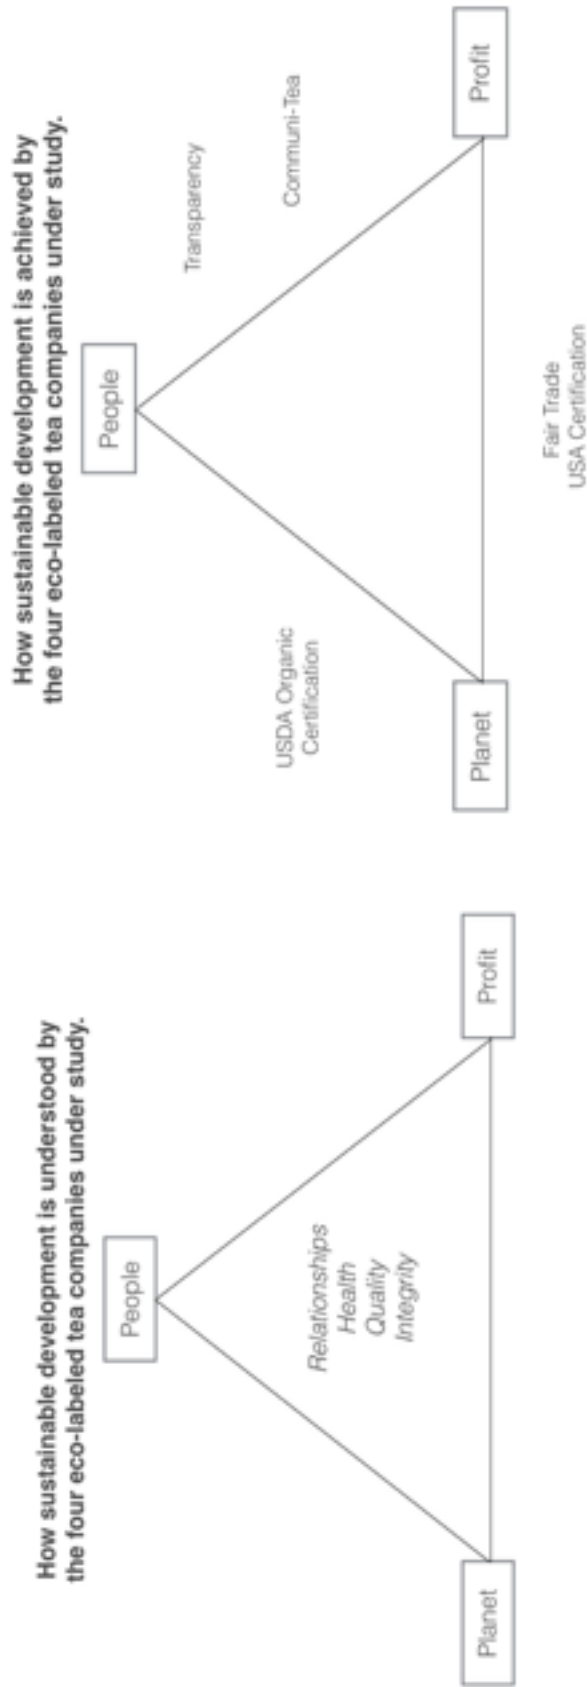 How sustainable development is understood by
the four eco-labeled tea companies under study.
People
Relationships
Health
Quality
Integrity
Planet
Profit
How sustainable development is achieved by
the four eco-labeled tea companies under study.
People
Transparency
USDA Organic
Certification
Communi-Tea
Planet
Profit
Fair Trade
USA Certification